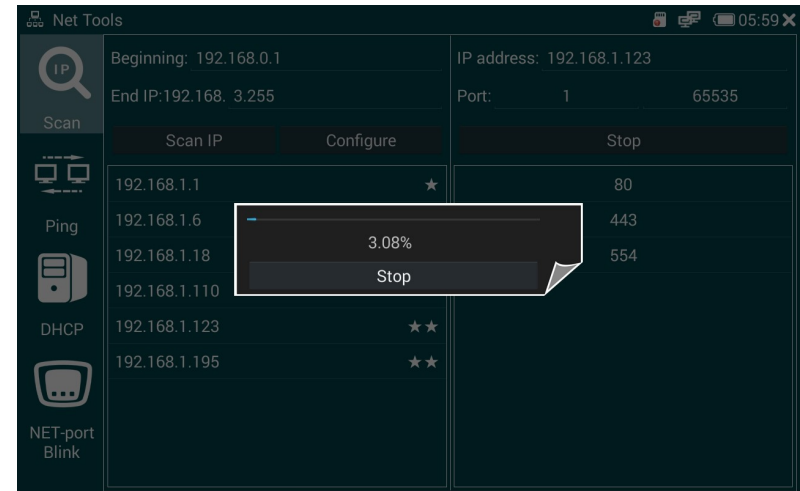 Net Tools
05:59
IP
Scan
Ping
DHCP
NET-port
Blink
Beginning: 192.168.0.1
End IP:192.168. 3.255
Scan IP
Configure
192.168.1.1 ★
192.168.1.6
192.168.1.18
192.168.1.110
192.168.1.123 ★★
192.168.1.195 ★★
IP address: 192.168.1.123
Port: 1 65535
Stop
80
443
554
3.08%
Stop